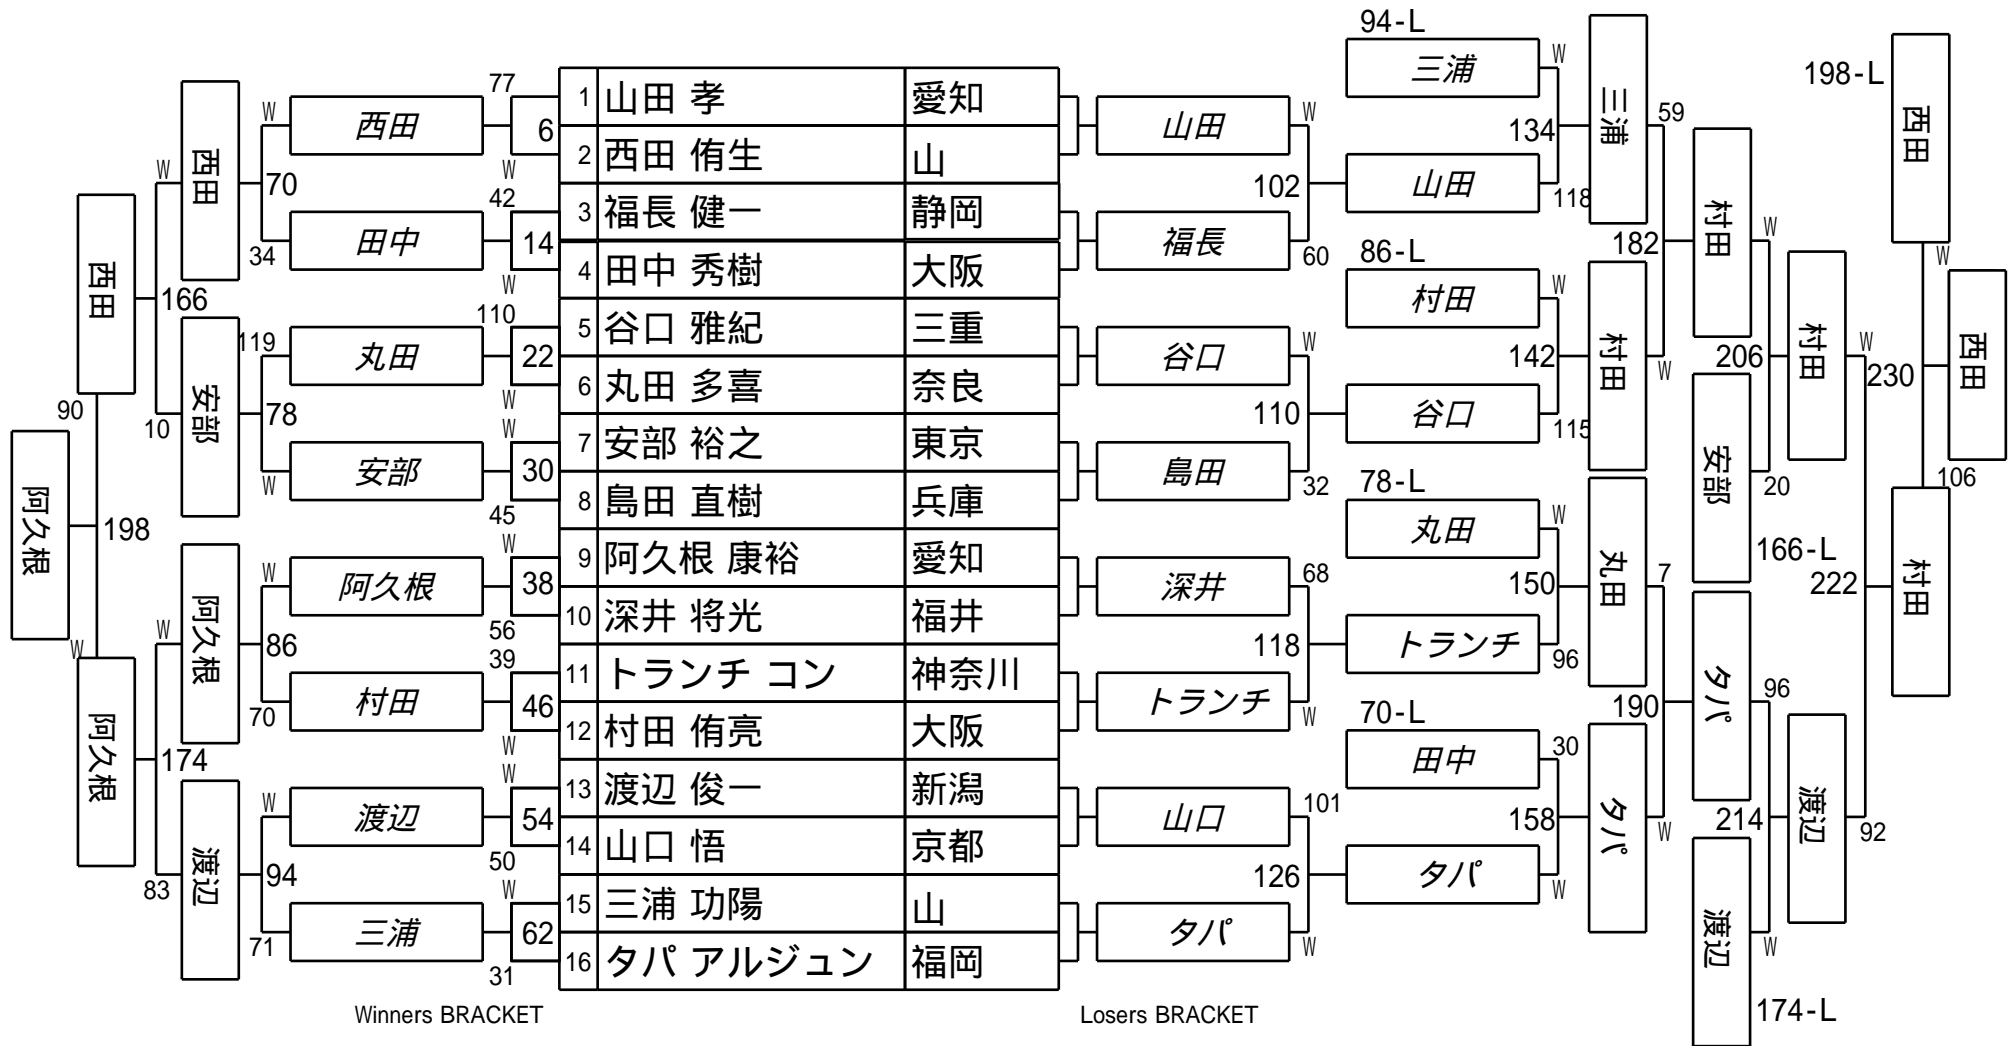 94-L
三浦
W
三浦
西田
198-L
西田
77
1 山田 孝 愛知
W
西田
6
山田
W
134
59
2 西田 侑生 山
W
70
102
山田
118
村田
W
42
3 福長 健一 静岡
34
田中
14
福長
60
182
W
4 田中 秀樹 大阪
W
86-L
村田
W
西田
166
110
5 谷口 雅紀 三重
119
丸田
22
谷口
W
142
村田
W
206
村田
W
230
西田
6 丸田 多喜 奈良
W
90
10
安部
78
110
谷口
115
W
7 安部 裕之 東京
W
安部
30
島田
32
安部
20
106
8 島田 直樹 兵庫
45
78-L
丸田
W
阿久根
198
W
9 阿久根 康裕 愛知
W
阿久根
38
深井
68
150
丸田
7
166-L
222
村田
10 深井 将光 福井
56
W
阿久根
86
118
トランチ
96
39
11 トランチ コン 神奈川
W
70
村田
46
トランチ
W
190
タパ
96
12 村田 侑亮 大阪
W
70-L
田中
30
阿久根
174
W
13 渡辺 俊一 新潟
W
渡辺
54
山口
101
158
タパ
W
214
渡辺
92
14 山口 悟 京都
50
83
渡辺
94
126
タパ
W
W
15 三浦 功陽 山
71
三浦
62
タパ
W
渡辺
W
16 タパ アルジュン 福岡
31
Winners BRACKET
Losers BRACKET
174-L